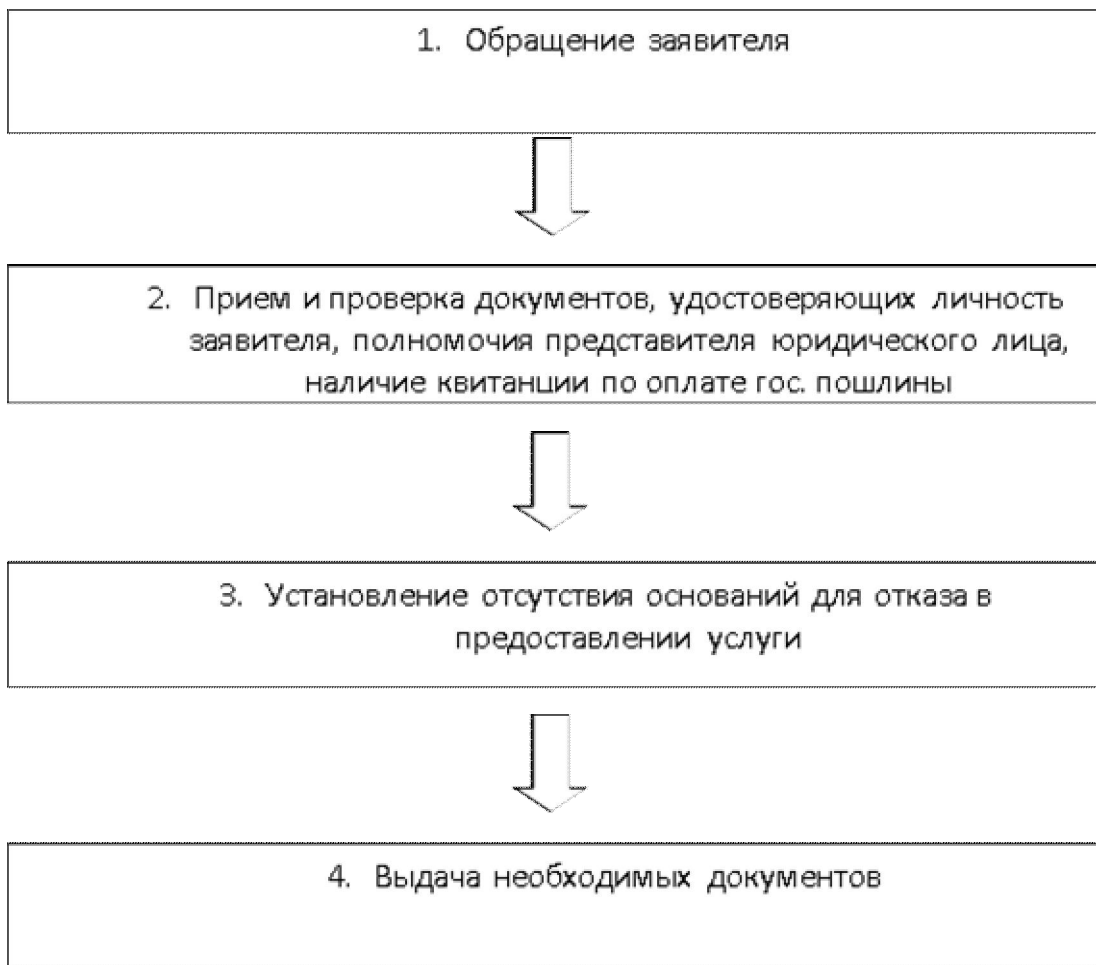 1. Обращение заявителя
2. Прием и проверка документов, удостоверяющих личность
заявителя, полномочия представителя юридического лица,
наличие квитанции по оплате гос. пошлины
3. Установление отсутствия оснований для отказа в
предоставлении услуги
4. Выдача необходимых документов